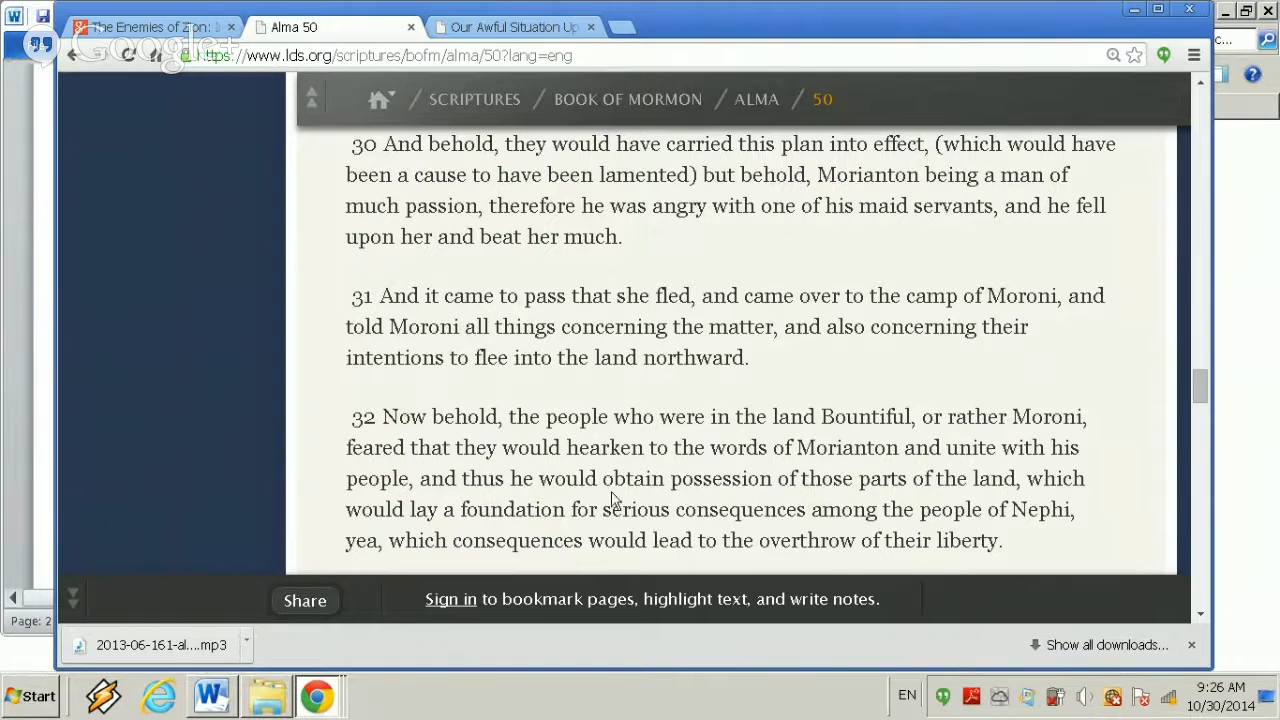 The Enemies of Zion: I
Alma 50
Our Awful Situation Up
Google+
https://www.lds.org/scriptures/bofm/alma/50?lang=eng
c...
/ SCRIPTURES / BOOK OF MORMON / ALMA / 50
30 And behold, they would have carried this plan into effect, (which would have
been a cause to have been lamented) but behold, Morianton being a man of
much passion, therefore he was angry with one of his maid servants, and he fell
upon her and beat her much.
31 And it came to pass that she fled, and came over to the camp of Moroni, and
told Moroni all things concerning the matter, and also concerning their
intentions to flee into the land northward.
32 Now behold, the people who were in the land Bountiful, or rather Moroni,
feared that they would hearken to the words of Morianton and unite with his
people, and thus he would obtain possession of those parts of the land, which
would lay a foundation for serious consequences among the people of Nephi,
yea, which consequences would lead to the overthrow of their liberty.
Share
Sign in to bookmark pages, highlight text, and write notes.
Page: 2
2013-06-161-al....mp3
Show all downloads...
Start
EN
9:26 AM
10/30/2014